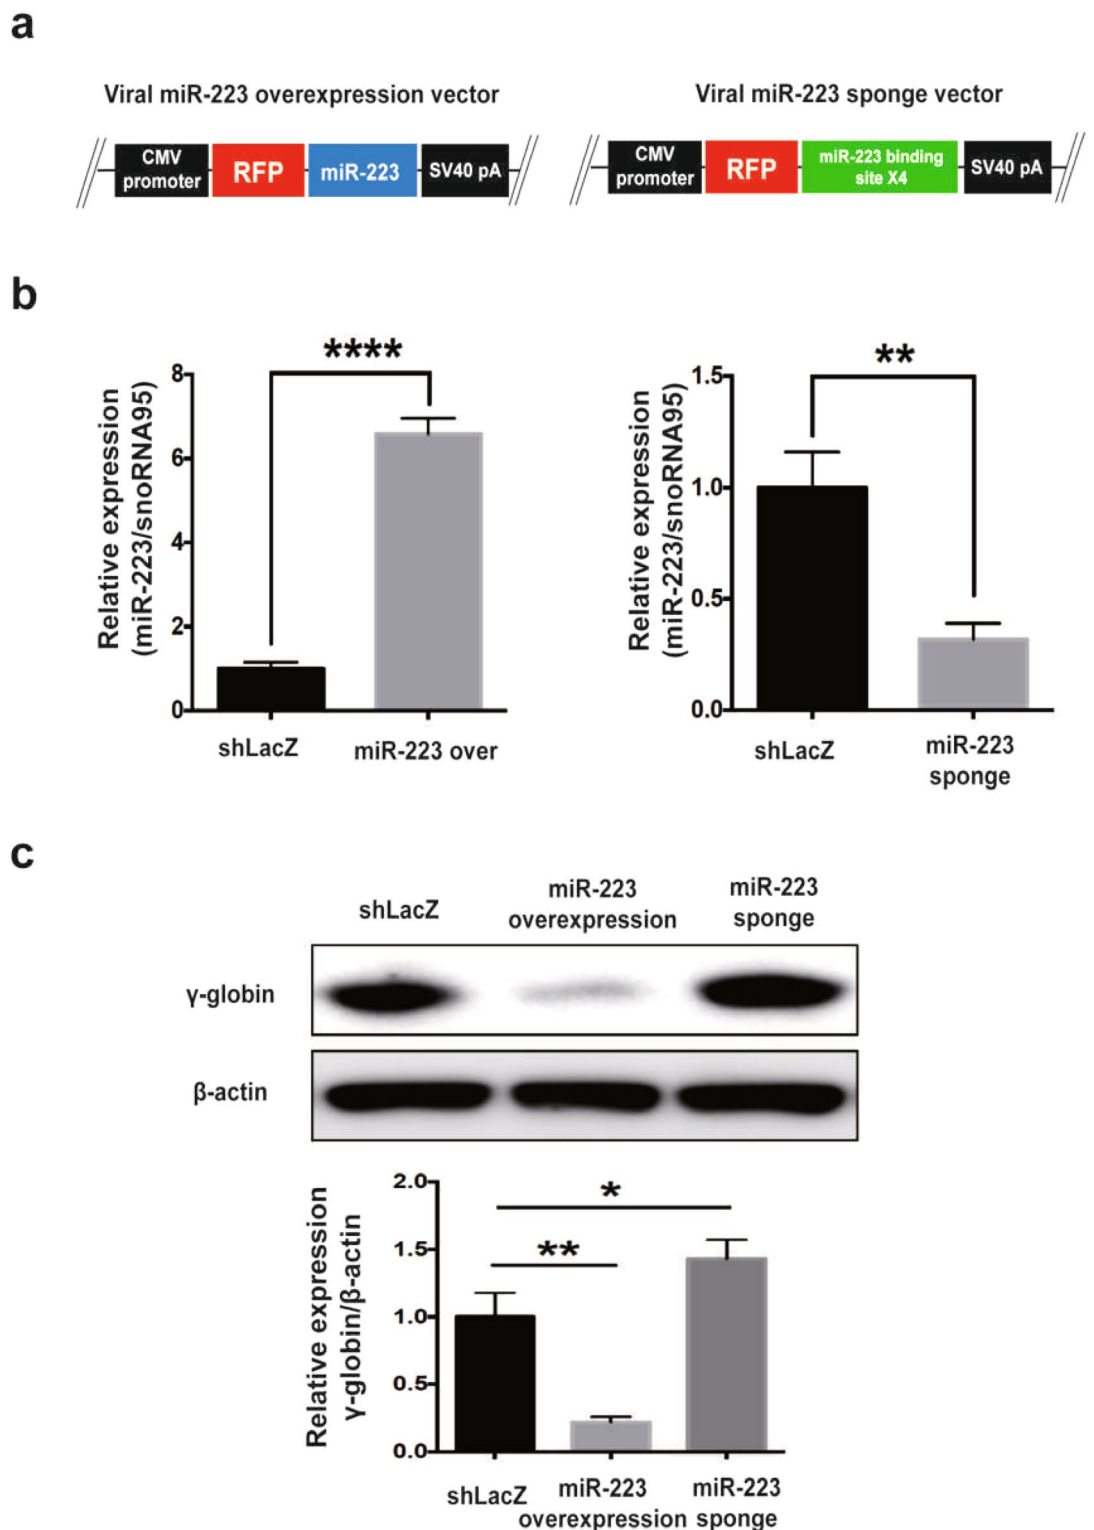 a
Viral miR-223 overexpression vector
Viral miR-223 sponge vector
CMV
promoter
RFP
miR-223
SV40 pA
CMV
promoter
RFP
miR-223 binding
site X4
SV40 pA
b
****
8
6
4
2
0
Relative expression
(miR-223/snoRNA95)
shLacZ
miR-223 over
**
1.5
1.0
0.5
0.0
Relative expression
(miR-223/snoRNA95)
shLacZ
miR-223
sponge
c
shLacZ
miR-223
overexpression
miR-223
sponge
γ-globin
β-actin
2.0
1.5
1.0
0.5
0.0
Relative expression
γ-globin/β-actin
*
**
shLacZ
miR-223
overexpression
miR-223
sponge